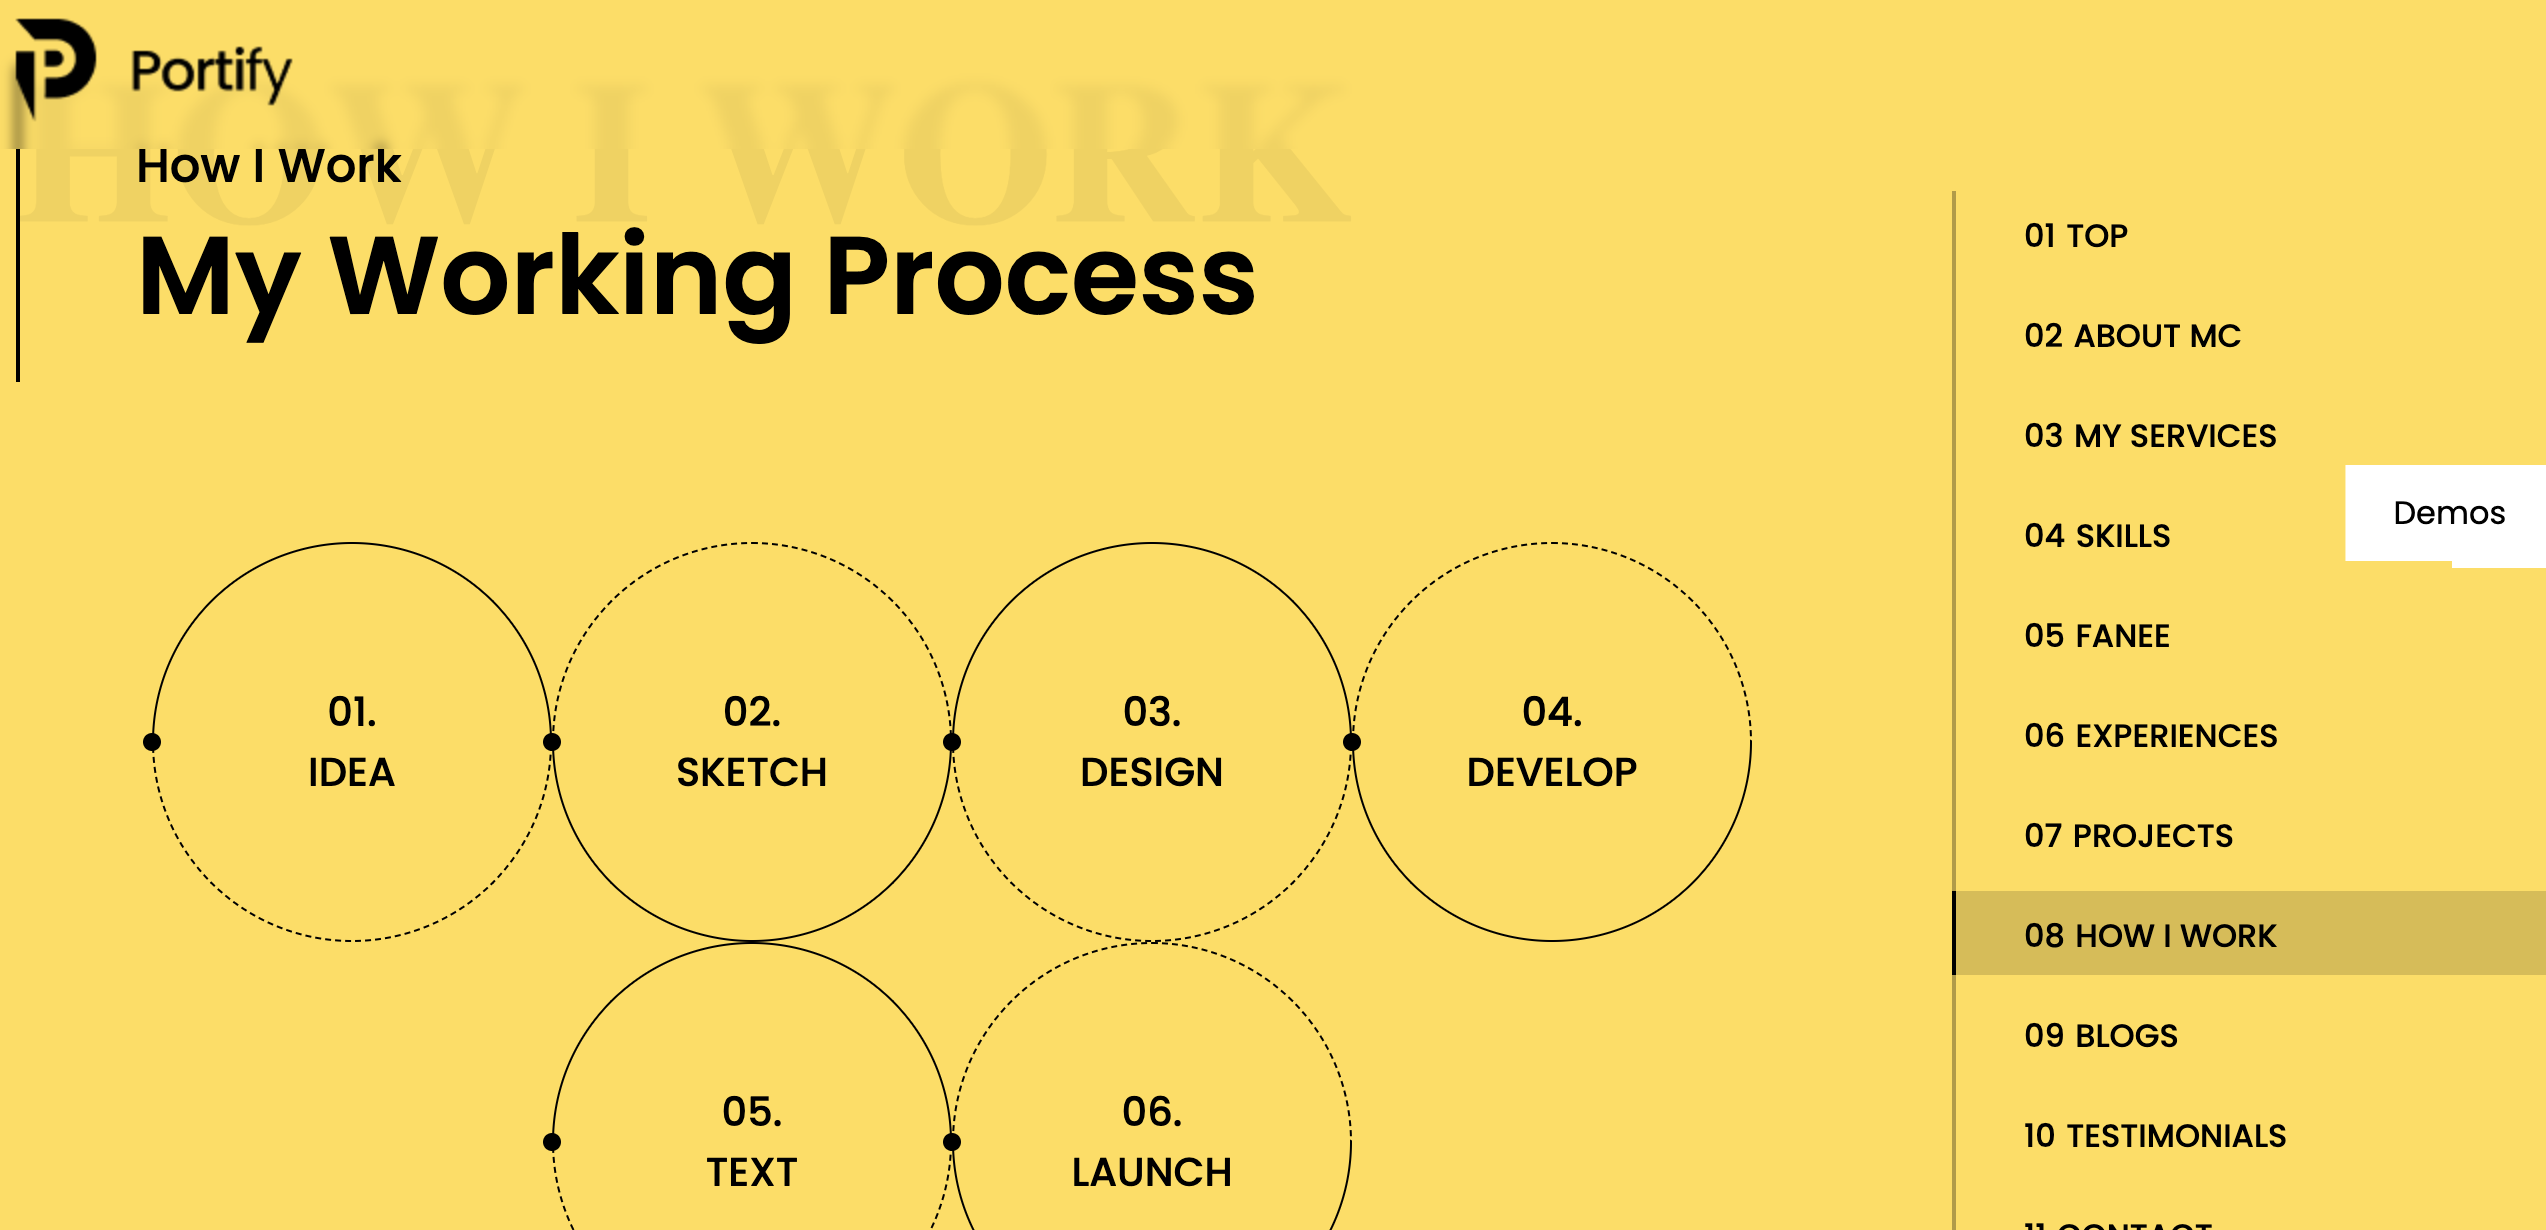 Portify
HOW I WORK
How I Work
My Working Process
01.
IDEA
02.
SKETCH
03.
DESIGN
04.
DEVELOP
05.
TEXT
06.
LAUNCH
01 TOP
02 ABOUT MC
03 MY SERVICES
Demos
04 SKILLS
05 FANEE
06 EXPERIENCES
07 PROJECTS
08 HOW I WORK
09 BLOGS
10 TESTIMONIALS
11 CONTACT